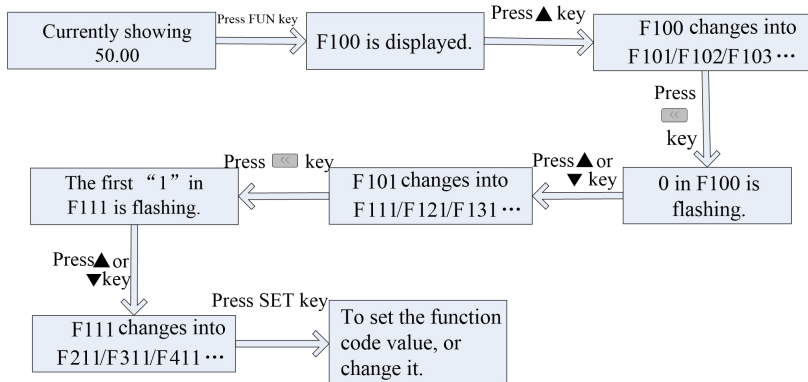 Currently showing
50.00
Press FUN key
F100 is displayed.
Press▲ key
F100 changes into
F101/F102/F103···
Press
<<
key
0 in F100 is
flashing.
Press▲ or
▼ key
F101 changes into
F111/F121/F131···
Press << key
The first “1” in
F111 is flashing.
Press▲ or
▼key
F111 changes into
F211/F311/F411···
Press SET key
To set the function
code value, or
change it.